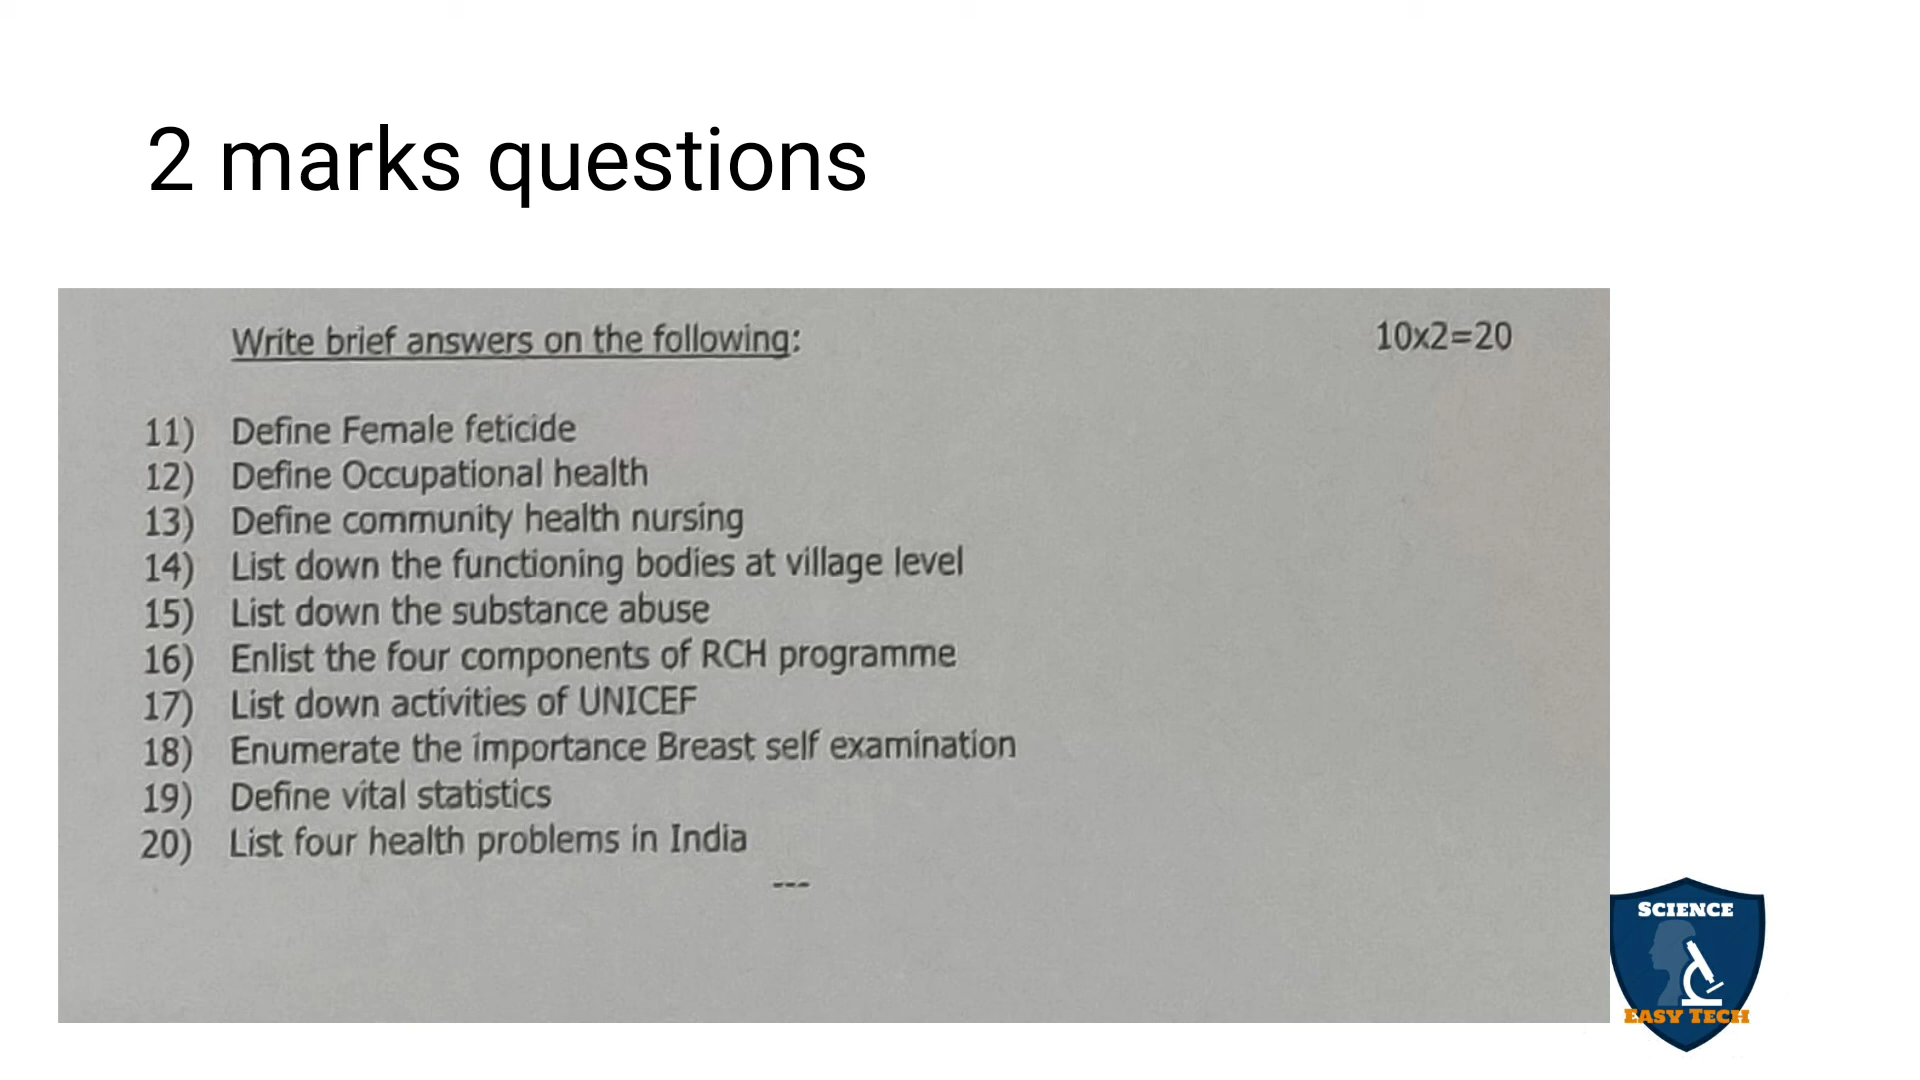 2 marks questions
Write brief answers on the following: 10x2=20
11) Define Female feticide
12) Define Occupational health
13) Define community health nursing
14) List down the functioning bodies at village level
15) List down the substance abuse
16) Enlist the four components of RCH programme
17) List down activities of UNICEF
18) Enumerate the importance Breast self examination
19) Define vital statistics
20) List four health problems in India
---
SCIENCE
EASY TECH